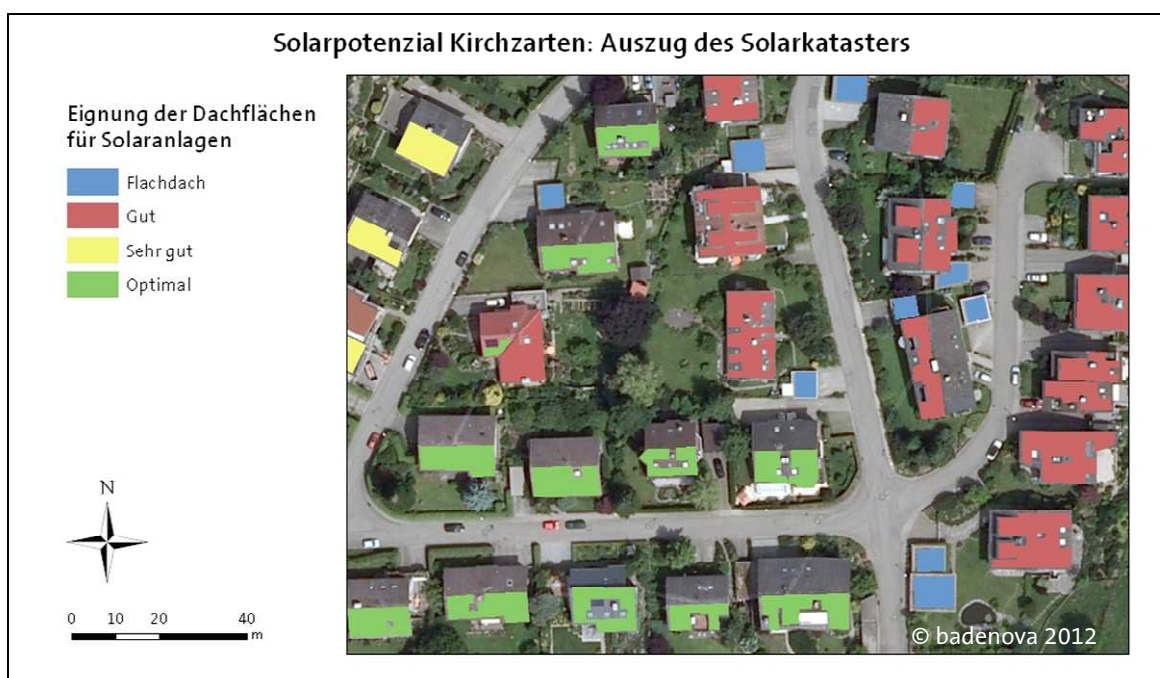 Solarpotenzial Kirchzarten: Auszug des Solarkatasters
Eignung der Dachflächen
für Solaranlagen
Flachdach
Gut
Sehr gut
Optimal
N
0 10 20 40
m
© badenova 2012